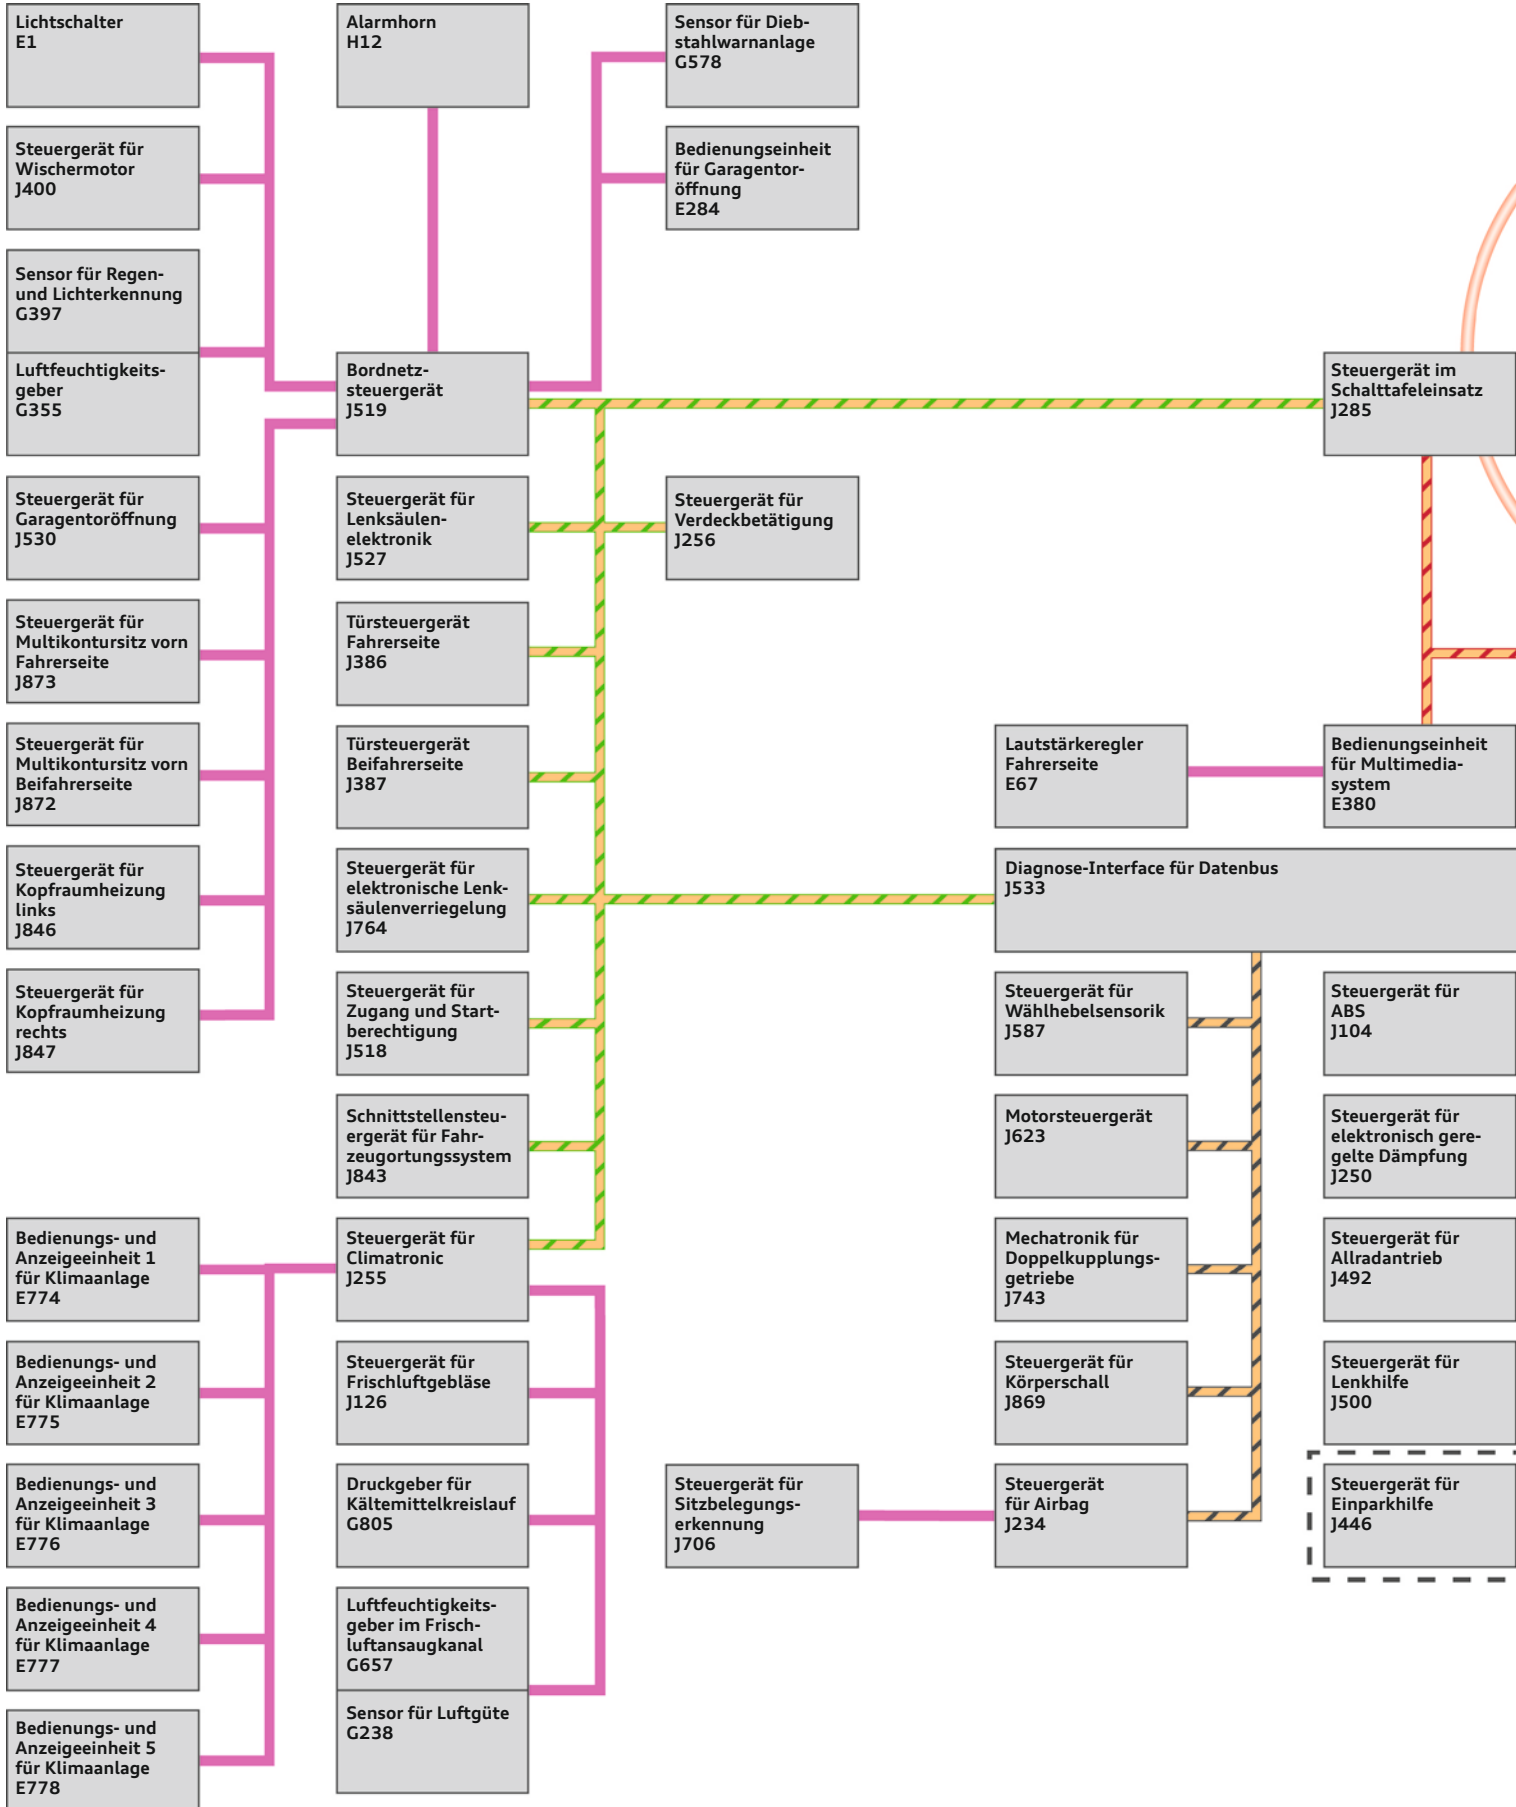 Lichtschalter
E1
Alarmhorn
H12
Sensor für Dieb-
stahlwarnanlage
G578
Steuergerät für
Wischermotor
J400
Bedienungseinheit
für Garagentor-
öffnung
E284
Sensor für Regen-
und Lichterkennung
G397
Luftfeuchtigkeits-
geber
G355
Bordnetz-
steuergerät
J519
Steuergerät im
Schalttafeleinsatz
J285
Steuergerät für
Garagentoröffnung
J530
Steuergerät für
Lenksäulen-
elektronik
J527
Steuergerät für
Verdeckbetätigung
J256
Steuergerät für
Multikontursitz vorn
Fahrerseite
J873
Türsteuergerät
Fahrerseite
J386
Steuergerät für
Multikontursitz vorn
Beifahrerseite
J872
Türsteuergerät
Beifahrerseite
J387
Lautstärkeregler
Fahrerseite
E67
Bedienungseinheit
für Multimedia-
system
E380
Steuergerät für
Kopfraumheizung
links
J846
Steuergerät für
elektronische Lenk-
säulenverriegelung
J764
Diagnose-Interface für Datenbus
J533
Steuergerät für
Kopfraumheizung
rechts
J847
Steuergerät für
Zugang und Start-
berechtigung
J518
Steuergerät für
Wählhebelsensorik
J587
Steuergerät für
ABS
J104
Schnittstellensteu-
ergerät für Fahr-
zeugortungssystem
J843
Motorsteuergerät
J623
Steuergerät für
elektronisch gere-
gelte Dämpfung
J250
Bedienungs- und
Anzeigeeinheit 1
für Klimaanlage
E774
Steuergerät für
Climatronic
J255
Mechatronik für
Doppelkupplungs-
getriebe
J743
Steuergerät für
Allradantrieb
J492
Bedienungs- und
Anzeigeeinheit 2
für Klimaanlage
E775
Steuergerät für
Frischluftgebläse
J126
Steuergerät für
Körperschall
J869
Steuergerät für
Lenkhilfe
J500
Bedienungs- und
Anzeigeeinheit 3
für Klimaanlage
E776
Druckgeber für
Kältemittelkreislauf
G805
Steuergerät für
Sitzbelegungs-
erkennung
J706
Steuergerät
für Airbag
J234
Steuergerät für
Einparkhilfe
J446
Bedienungs- und
Anzeigeeinheit 4
für Klimaanlage
E777
Luftfeuchtigkeits-
geber im Frisch-
luftansaugkanal
G657
Sensor für Luftgüte
G238
Bedienungs- und
Anzeigeeinheit 5
für Klimaanlage
E778